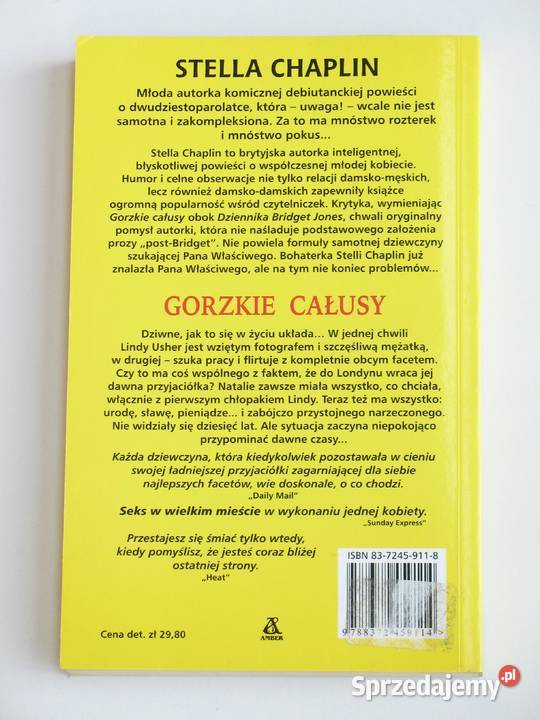 STELLA CHAPLIN
Młoda autorka komicznej debiutanckiej powieści
o dwudziestoparolatce, która – uwaga! – wcale nie jest
samotna i zakompleksiona. Za to ma mnóstwo rozterek
i mnóstwo pokus...
Stella Chaplin to brytyjska autorka inteligentnej,
błyskotliwej powieści o współczesnej młodej kobiecie.
Humor i celne obserwacje nie tylko relacji damsko-męskich,
lecz również damsko-damskich zapewniły książce
ogromną popularność wśród czytelniczek. Krytyka, wymieniając
Gorzkie całusy obok Dziennika Bridget Jones, chwali oryginalny
pomysł autorki, która nie naśladuje podstawowego założenia
prozy „post-Bridget”. Nie powiela formuły samotnej dziewczyny
szukającej Pana Właściwego. Bohaterka Stelli Chaplin już
znalazła Pana Właściwego, ale na tym nie koniec problemów...
GORZKIE CAŁUSY
Dziwne, jak to się w życiu układa... W jednej chwili
Lindy Usher jest wziętym fotografem i szczęśliwą mężatką,
w drugiej – szuka pracy i flirtuje z kompletnie obcym facetem.
Czy to ma coś wspólnego z faktem, że do Londynu wraca jej
dawna przyjaciółka? Natalie zawsze miała wszystko, co chciała,
włącznie z pierwszym chłopakiem Lindy. Teraz też ma wszystko:
urodę, sławę, pieniądze... i zabójczo przystojnego narzeczonego.
Nie widziały się dziesięć lat. Ale sytuacja zaczyna niepokojąco
przypominać dawne czasy...
Każda dziewczyna, która kiedykolwiek pozostawała w cieniu
swojej ładniejszej przyjaciółki zagarniającej dla siebie
najlepszych facetów, wie doskonale, o co chodzi.
„Daily Mail”
Seks w wielkim mieście w wykonaniu jednej kobiety.
„Sunday Express”
Przestajesz się śmiać tylko wtedy,
kiedy pomyślisz, że jesteś coraz bliżej
ostatniej strony.
„Heat”
ISBN 83-7245-911-8
9 788372 459114 >
Cena det. zł 29,80
AMBER
Sprzedajemy.pl